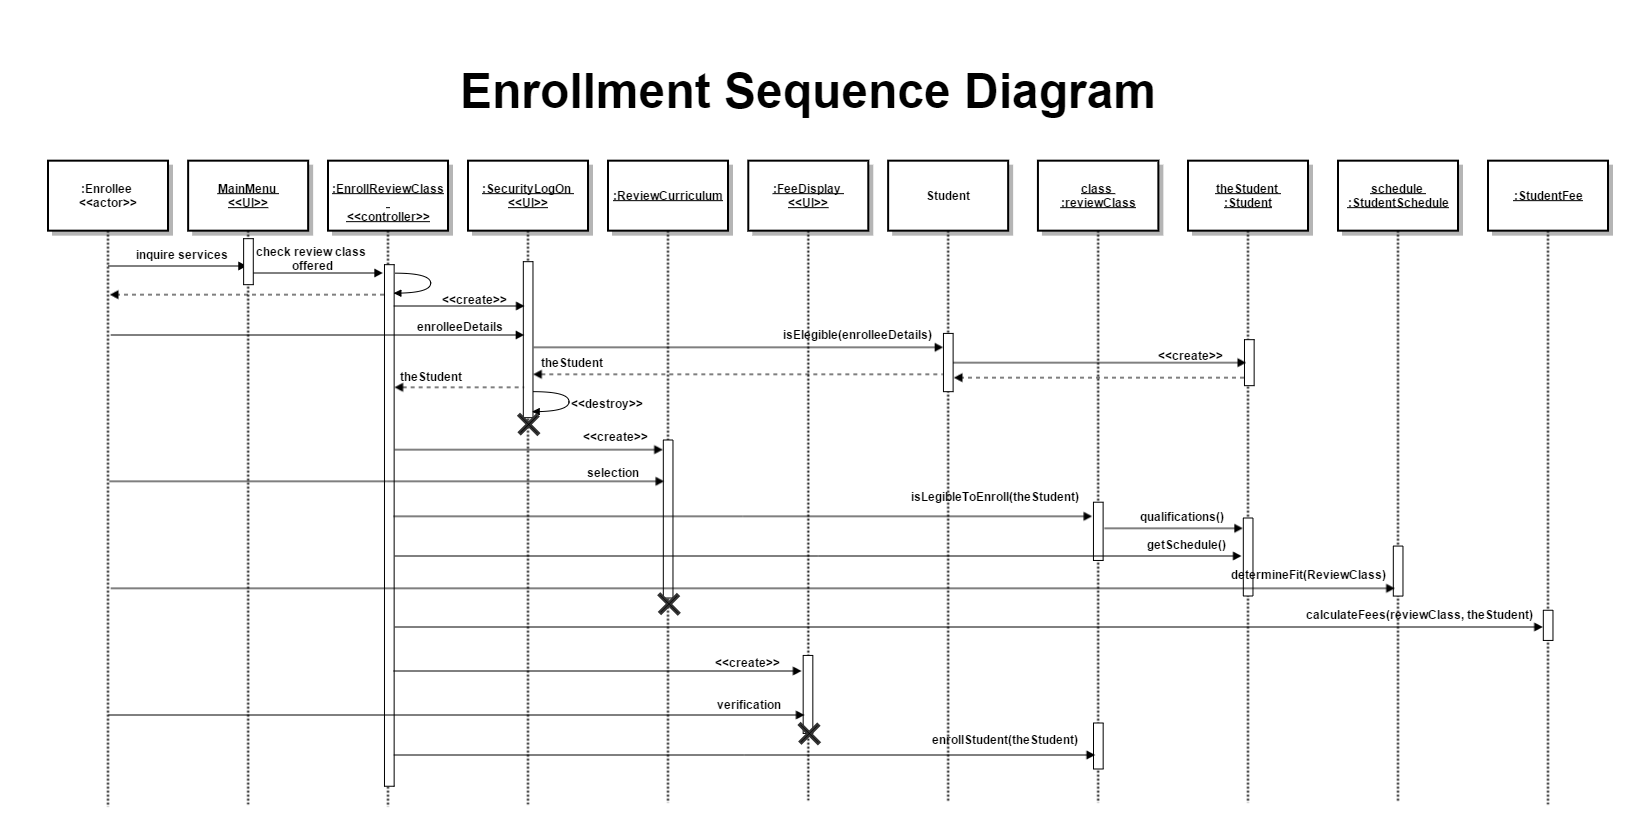 Enrollment Sequence Diagram
:Enrollee
<<actor>>
MainMenu
<<UI>>
:EnrollReviewClass
<<controller>>
:SecurityLogOn
<<UI>>
:ReviewCurriculum
:FeeDisplay
<<UI>>
Student
class
:reviewClass
theStudent
:Student
schedule
:StudentSchedule
:StudentFee
inquire services
check review class
offered
<<create>>
enrolleeDetails
isElegible(enrolleeDetails)
<<create>>
theStudent
theStudent
<<destroy>>
<<create>>
selection
isLegibleToEnroll(theStudent)
qualifications()
getSchedule()
determineFit(ReviewClass)
calculateFees(reviewClass, theStudent)
<<create>>
verification
enrollStudent(theStudent)